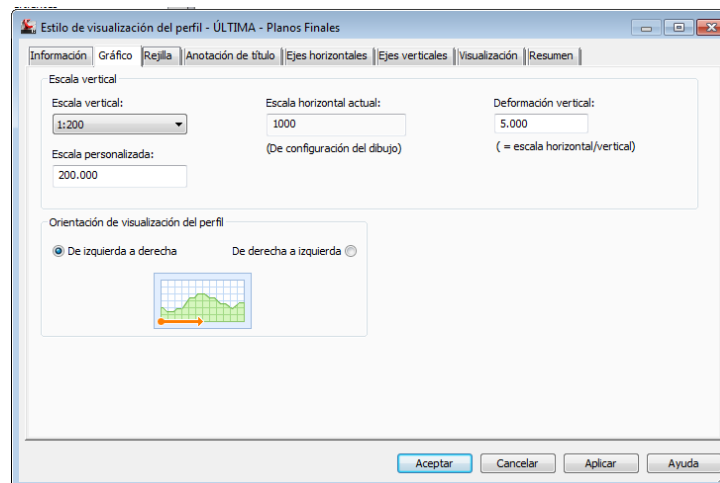 Estilo de visualización del perfil - ÚLTIMA - Planos Finales
Información Gráfico Rejilla Anotación de título Ejes horizontales Ejes verticales Visualización Resumen
Escala vertical
Escala vertical: Escala horizontal actual: Deformación vertical:
1:200 1000 5.000
(De configuración del dibujo) ( = escala horizontal/vertical)
Escala personalizada:
200.000
Orientación de visualización del perfil
De izquierda a derecha De derecha a izquierda
Aceptar Cancelar Aplicar Ayuda